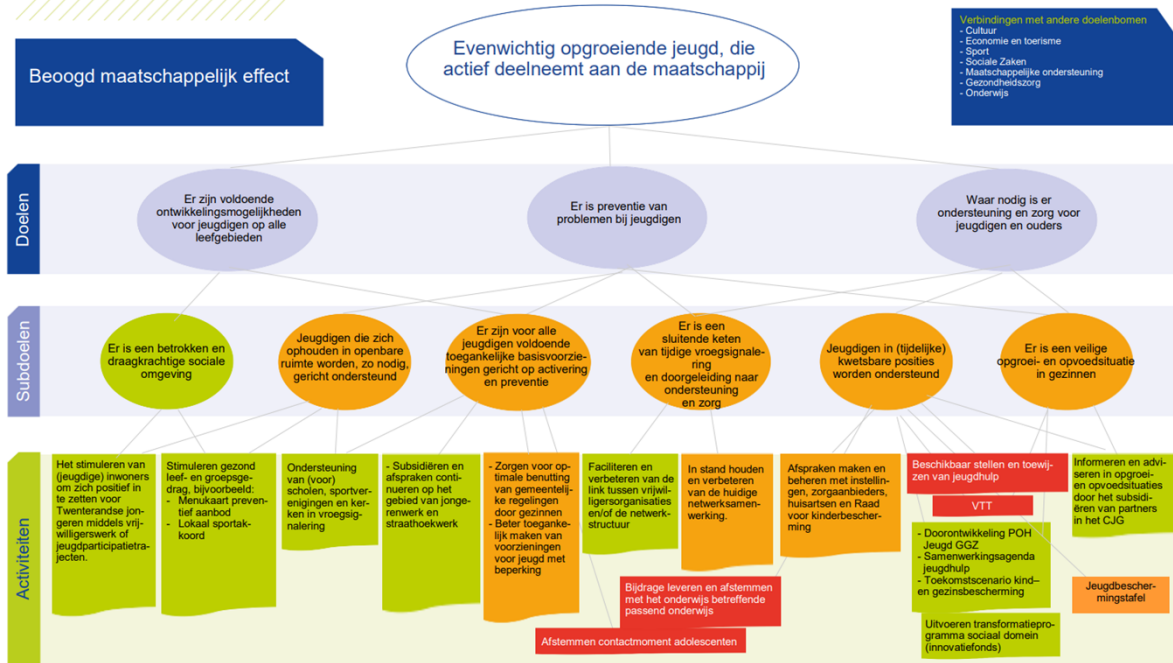 Beoogd maatschappelijk effect
Evenwichtig opgroeiende jeugd, die
actief deelneemt aan de maatschappij
Verbindingen met andere doelenbomen
- Cultuur
- Economie en toerisme
- Sport
- Sociale Zaken
- Maatschappelijke ondersteuning
- Gezondheidszorg
- Onderwijs
Doelen
Er zijn voldoende
ontwikkelingsmogelijkheden
voor jeugdigen op alle
leefgebieden
Er is preventie van
problemen bij jeugdigen
Waar nodig is er
ondersteuning en zorg voor
jeugdigen en ouders
Subdoelen
Er is een betrokken en
draagkrachtige sociale
omgeving
Jeugdigen die zich
ophouden in openbare
ruimte worden, zo nodig,
gericht ondersteund
Er zijn voor alle
jeugdigen voldoende
toegankelijke basisvoorzie-
ningen gericht op activering
en preventie
Er is een
sluitende keten
van tijdige vroegsignale-
ring
en doorgeleiding naar
ondersteuning
en zorg
Jeugdigen in (tijdelijke)
kwetsbare posities
worden ondersteund
Er is een veilige
opgroei- en opvoedsituatie
in gezinnen
Activiteiten
Het stimuleren van
(jeugdige) inwoners
om zich positief in
te zetten voor
Twenterandse jon-
geren middels vrij-
willigerswerk of
jeugdparticipatietra-
jecten.
Stimuleren gezond
leef- en groepsge-
drag, bijvoorbeeld:
- Menukaart preven-
tief aanbod
- Lokaal sportak-
koord
Ondersteuning
van (voor)
scholen, sportver-
enigingen en ker-
ken in vroegsig-
nalering
- Subsidiëren en
afspraken conti-
nueren op het
gebied van jonge-
renwerk en
straathoekwerk
- Zorgen voor op-
timale benutting
van gemeentelij-
ke regelingen
door gezinnen
- Beter toeganke-
lijk maken van
voorzieningen
voor jeugd met
beperking
Faciliteren en
verbeteren van de
link tussen vrijwil-
ligersorganisaties
en/of de netwerk-
structuur
In stand houden
en verbeteren
van de huidige
netwerksamen-
werking.
Afspraken maken en
beheren met instellin-
gen, zorgaanbieders,
huisartsen en Raad
voor kinderbescher-
ming
Beschikbaar stellen en toewij-
zen van jeugdhulp
VTT
- Doorontwikkeling POH
Jeugd GGZ
- Samenwerkingsagenda
jeugdhulp
- Toekomstscenario kind–
en gezinsbescherming
Uitvoeren transformatiepro-
gramma sociaal domein
(innovatiefonds)
Informeren en advi-
seren in opgroei-
en opvoedsituaties
door het subsidië-
ren van partners
in het CJG
Jeugdbescher-
mingstafel
Bijdrage leveren en afstemmen
met het onderwijs betreffende
passend onderwijs
Afstemmen contactmoment adolescenten